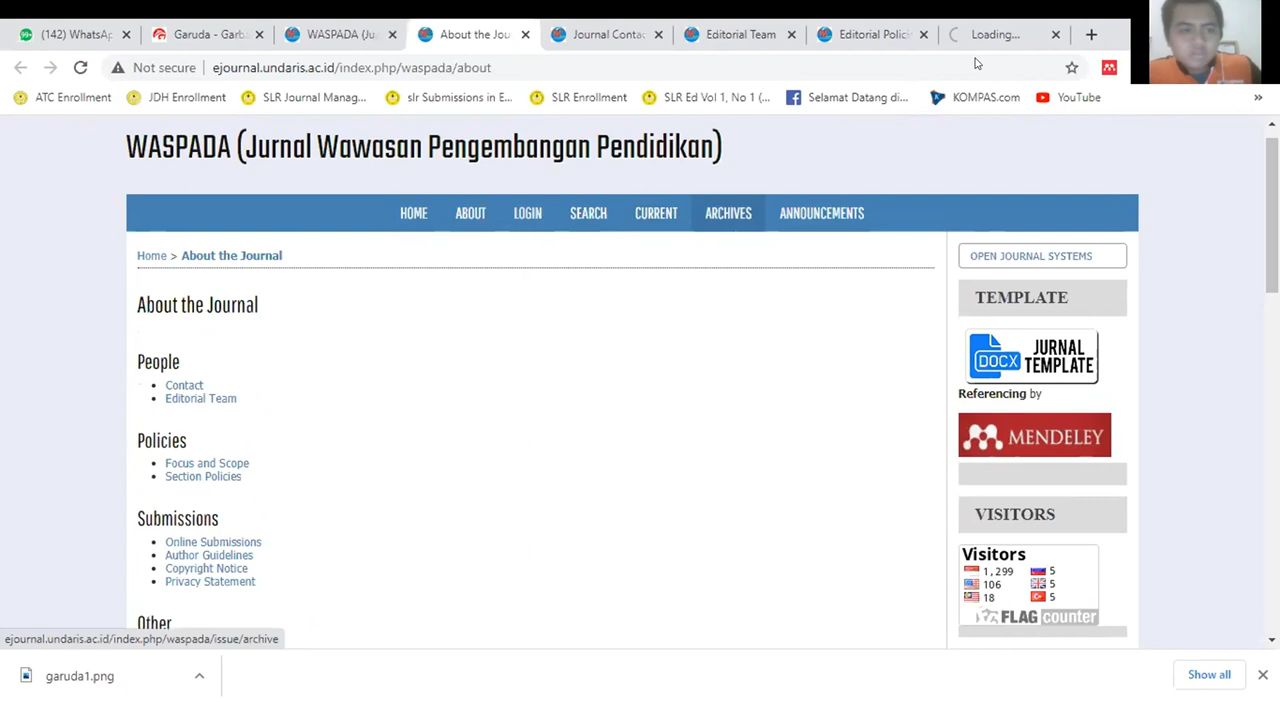 (142) WhatsAp
Garuda - Garba
WASPADA (Ju
About the Jou
Journal Contac
Editorial Team
Editorial Polici
Loading...
Not secure
ejournal.undaris.ac.id/index.php/waspada/about
ATC Enrollment
JDH Enrollment
SLR Journal Manag...
slr Submissions in E...
SLR Enrollment
SLR Ed Vol 1, No 1 (...
Selamat Datang di...
KOMPAS.com
YouTube
»
WASPADA (Jurnal Wawasan Pengembangan Pendidikan)
HOME ABOUT LOGIN SEARCH CURRENT ARCHIVES ANNOUNCEMENTS
Home > About the Journal
About the Journal
People
• Contact
• Editorial Team
Policies
• Focus and Scope
• Section Policies
Submissions
• Online Submissions
• Author Guidelines
• Copyright Notice
• Privacy Statement
Other
OPEN JOURNAL SYSTEMS
TEMPLATE
DOCX
JURNAL
TEMPLATE
Referencing by
MENDELEY
VISITORS
Visitors
1,299 5
106 5
18 5
FLAG counter
ejournal.undaris.ac.id/index.php/waspada/issue/archive
garuda1.png
Show all